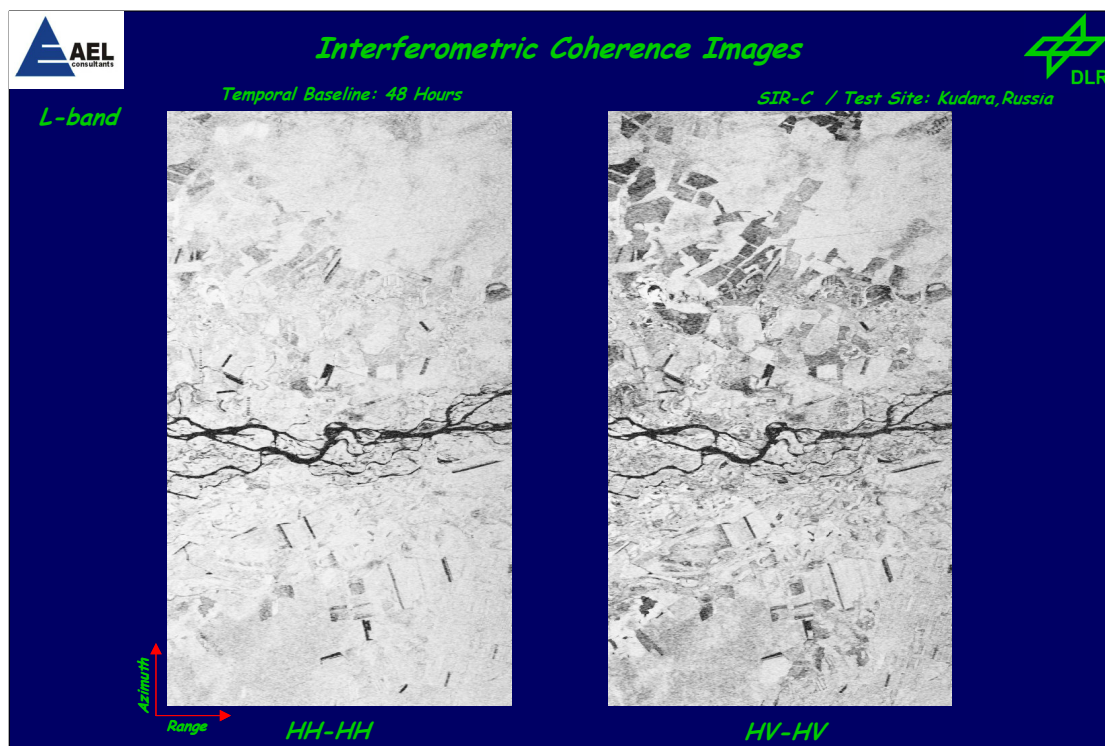 AEL
consultants
Interferometric Coherence Images
DLR
Temporal Baseline: 48 Hours
SIR-C / Test Site: Kudara,Russia
L-band
Azimuth
Range
HH-HH
HV-HV